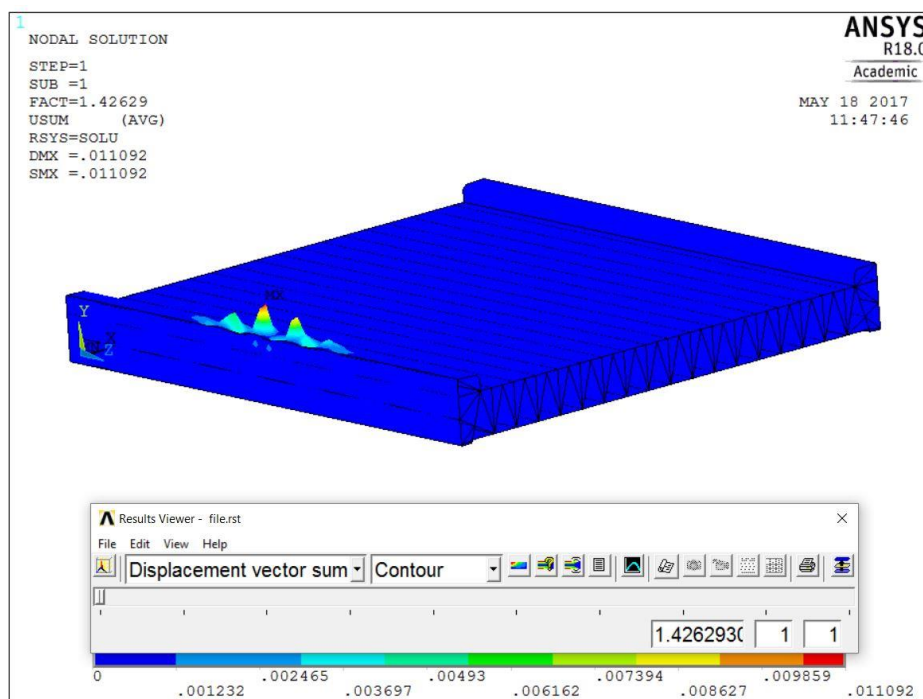 1
NODAL SOLUTION
STEP=1
SUB =1
FACT=1.42629
USUM (AVG)
RSYS=SOLU
DMX =.011092
SMX =.011092
ANSYS
R18.0
Academic
MAY 18 2017
11:47:46
MX
Y
X
Z
Results Viewer - file.rst
File Edit View Help
Displacement vector sum Contour
1.4262930 1 1
0 .002465 .00493 .007394 .009859
.001232 .003697 .006162 .008627 .011092